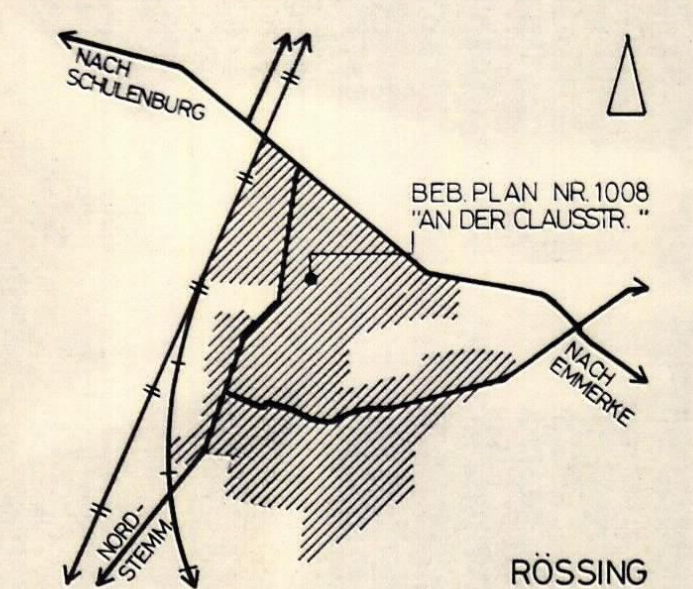 NACH
SCHULENBURG
BEB. PLAN NR. 1008
"AN DER CLAUSSTR. "
NACH
EMMERKE
NORD-
STEMM.
RÖSSING